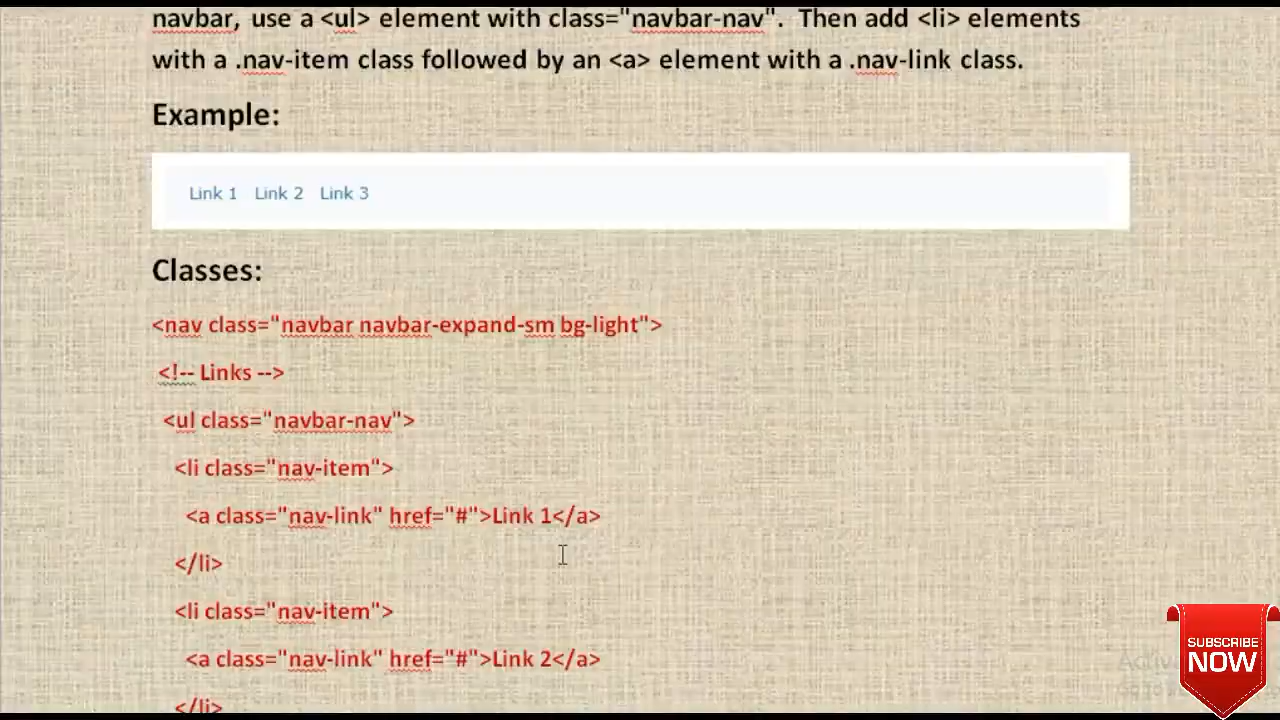 navbar, use a <ul> element with class="navbar-nav". Then add <li> elements
with a .nav-item class followed by an <a> element with a .nav-link class.
Example:
Link 1 Link 2 Link 3
Classes:
<nav class="navbar navbar-expand-sm bg-light">
<!-- Links -->
<ul class="navbar-nav">
<li class="nav-item">
<a class="nav-link" href="#">Link 1</a>
</li>
<li class="nav-item">
<a class="nav-link" href="#">Link 2</a>
</li>
SUBSCRIBE
NOW